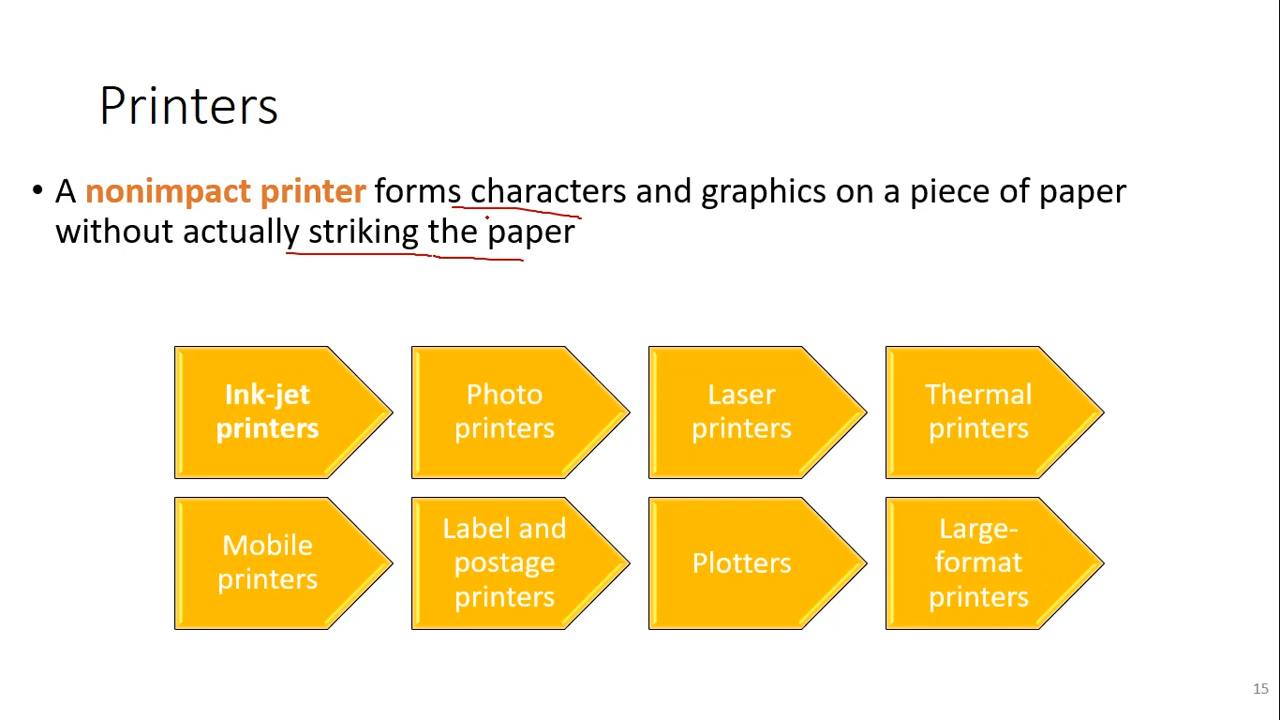 Printers
• A nonimpact printer forms characters and graphics on a piece of paper
without actually striking the paper
Ink-jet
printers
Photo
printers
Laser
printers
Thermal
printers
Mobile
printers
Label and
postage
printers
Plotters
Large-
format
printers
15